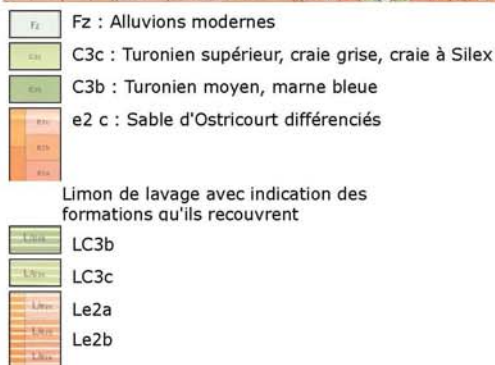 Fz
Fz : Alluvions modernes
C3c : Turonien supérieur, craie grise, craie à Silex
C3b : Turonien moyen, marne bleue
e2 c : Sable d'Ostricourt différenciés
Limon de lavage avec indication des
formations qu'ils recouvrent
LC3b
LC3c
Le2a
Le2b